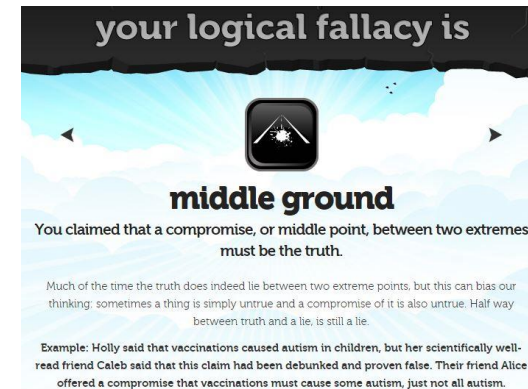 your logical fallacy is
middle ground
You claimed that a compromise, or middle point, between two extremes
must be the truth.
Much of the time the truth does indeed lie between two extreme points, but this can bias our
thinking: sometimes a thing is simply untrue and a compromise of it is also untrue. Half way
between truth and a lie, is still a lie.
Example: Holly said that vaccinations caused autism in children, but her scientifically well-
read friend Caleb said that this claim had been debunked and proven false. Their friend Alice
offered a compromise that vaccinations must cause some autism, just not all autism.